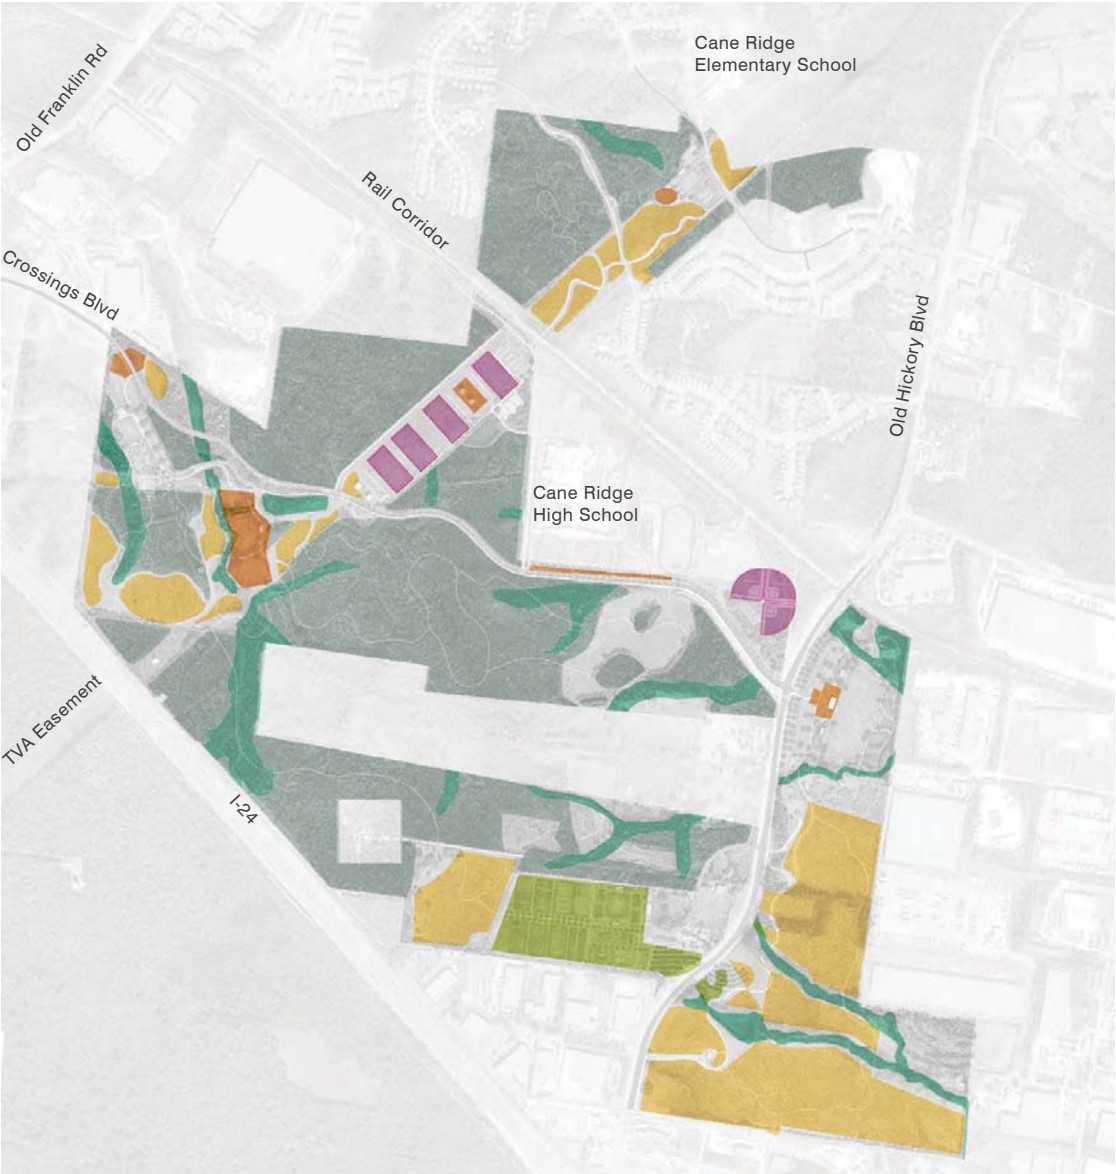 Cane Ridge
Elementary School
Old Franklin Rd
Rail Corridor
Crossings Blvd
Old Hickory Blvd
Cane Ridge
High School
TVA Easement
I-24